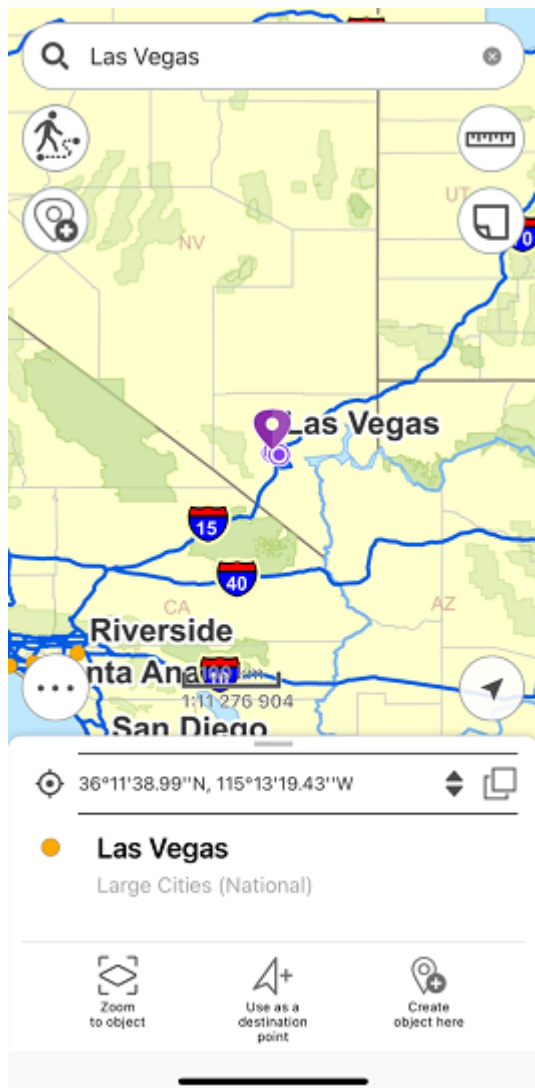 Las Vegas
UT
70
NV
Las Vegas
15
40
CA
AZ
Riverside
nta Ana
1:11 276 904
San Diego
36°11'38.99''N, 115°13'19.43''W
Las Vegas
Large Cities (National)
Zoom
to object
Use as a
destination
point
Create
object here